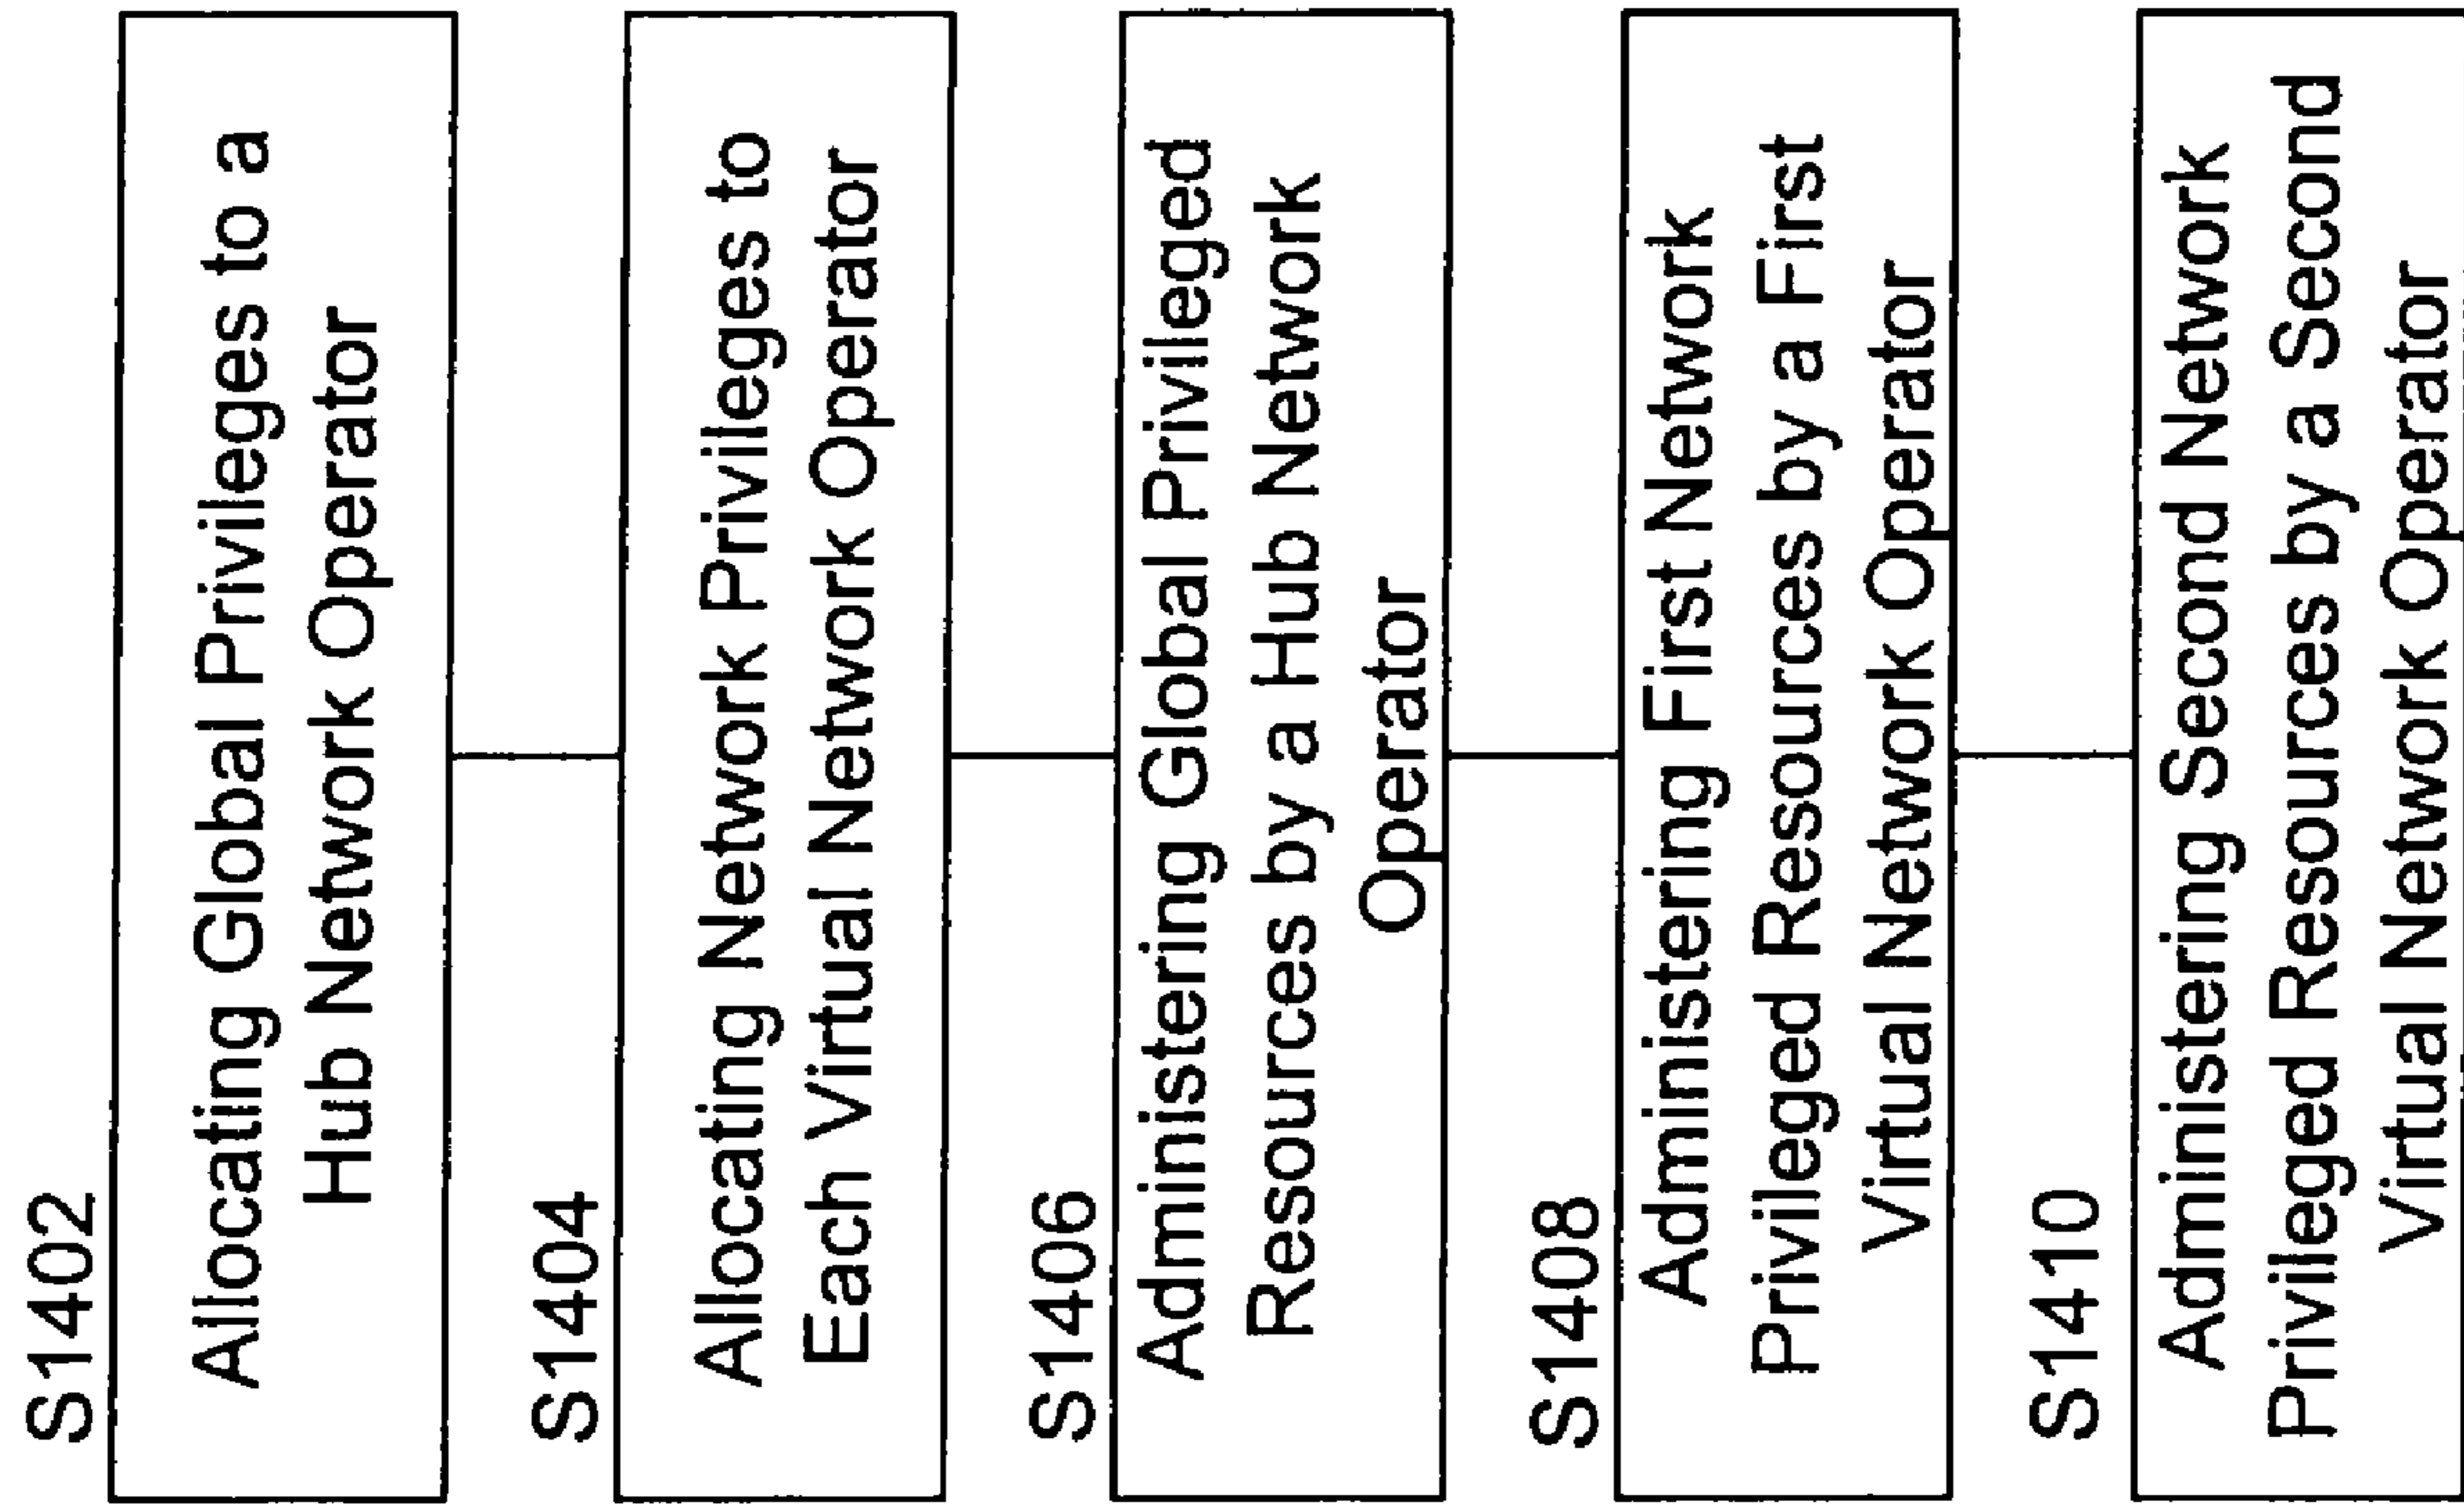 S1402
Allocating Global Privileges to a
Hub Network Operator
S1404
Allocating Network Privileges to
Each Virtual Network Operator
S1406
Administering Global Privileged
Resources by a Hub Network
Operator
S1408
Administering First Network
Privileged Resources by a First
Virtual Network Operator
S1410
Administering Second Network
Privileged Resources by a Second
Virtual Network Operator